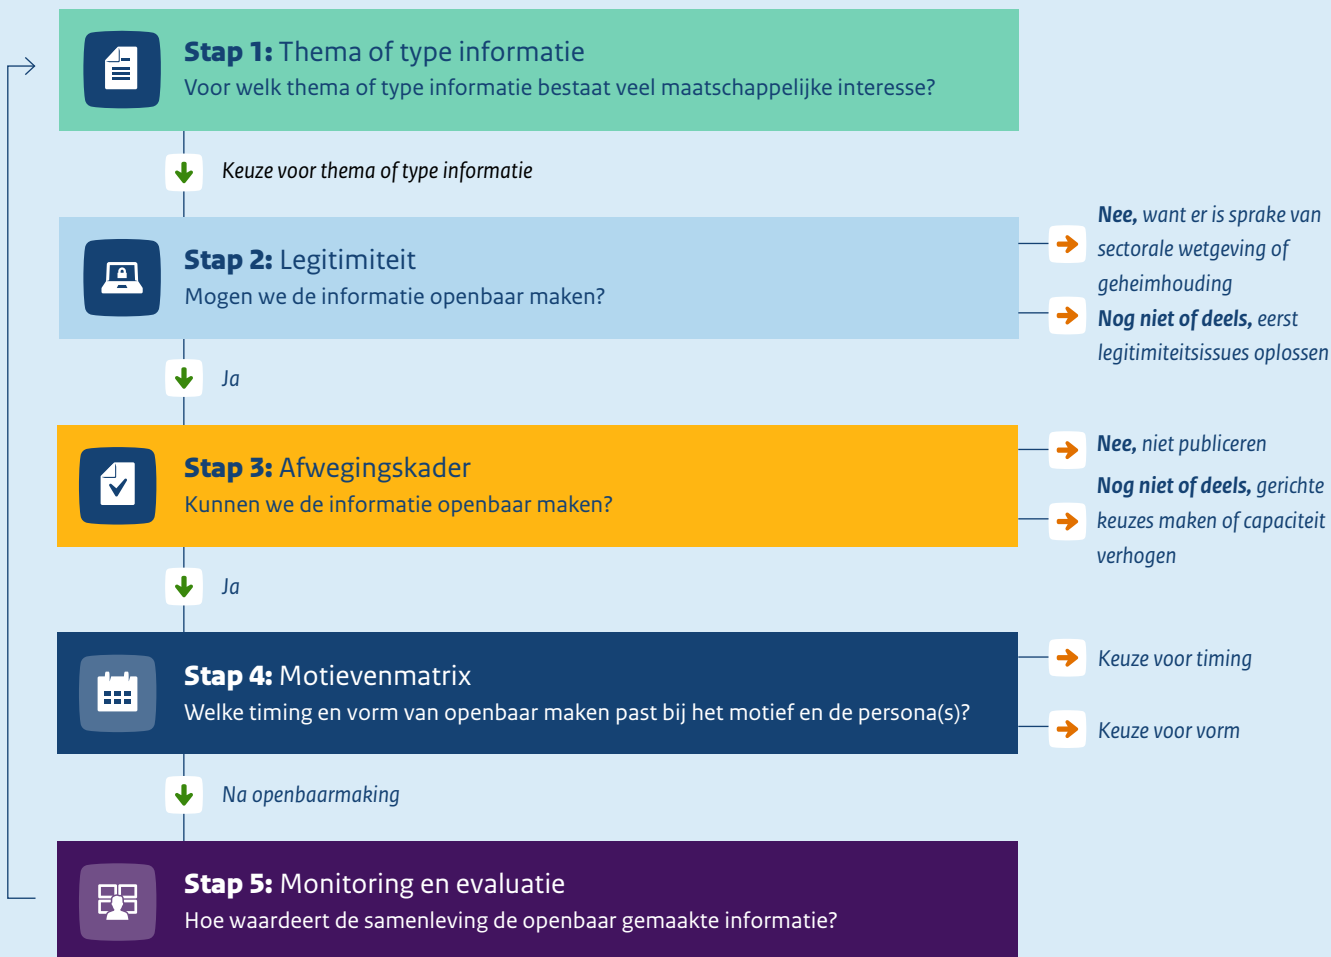 Stap 1: Thema of type informatie
Voor welk thema of type informatie bestaat veel maatschappelijke interesse?
Keuze voor thema of type informatie
Stap 2: Legitimiteit
Mogen we de informatie openbaar maken?
Nee, want er is sprake van
sectorale wetgeving of
geheimhouding
Nog niet of deels, eerst
legitimiteitsissues oplossen
Ja
Stap 3: Afwegingskader
Kunnen we de informatie openbaar maken?
Nee, niet publiceren
Nog niet of deels, gerichte
keuzes maken of capaciteit
verhogen
Ja
Stap 4: Motievenmatrix
Welke timing en vorm van openbaar maken past bij het motief en de persona(s)?
Keuze voor timing
Keuze voor vorm
Na openbaarmaking
Stap 5: Monitoring en evaluatie
Hoe waardeert de samenleving de openbaar gemaakte informatie?